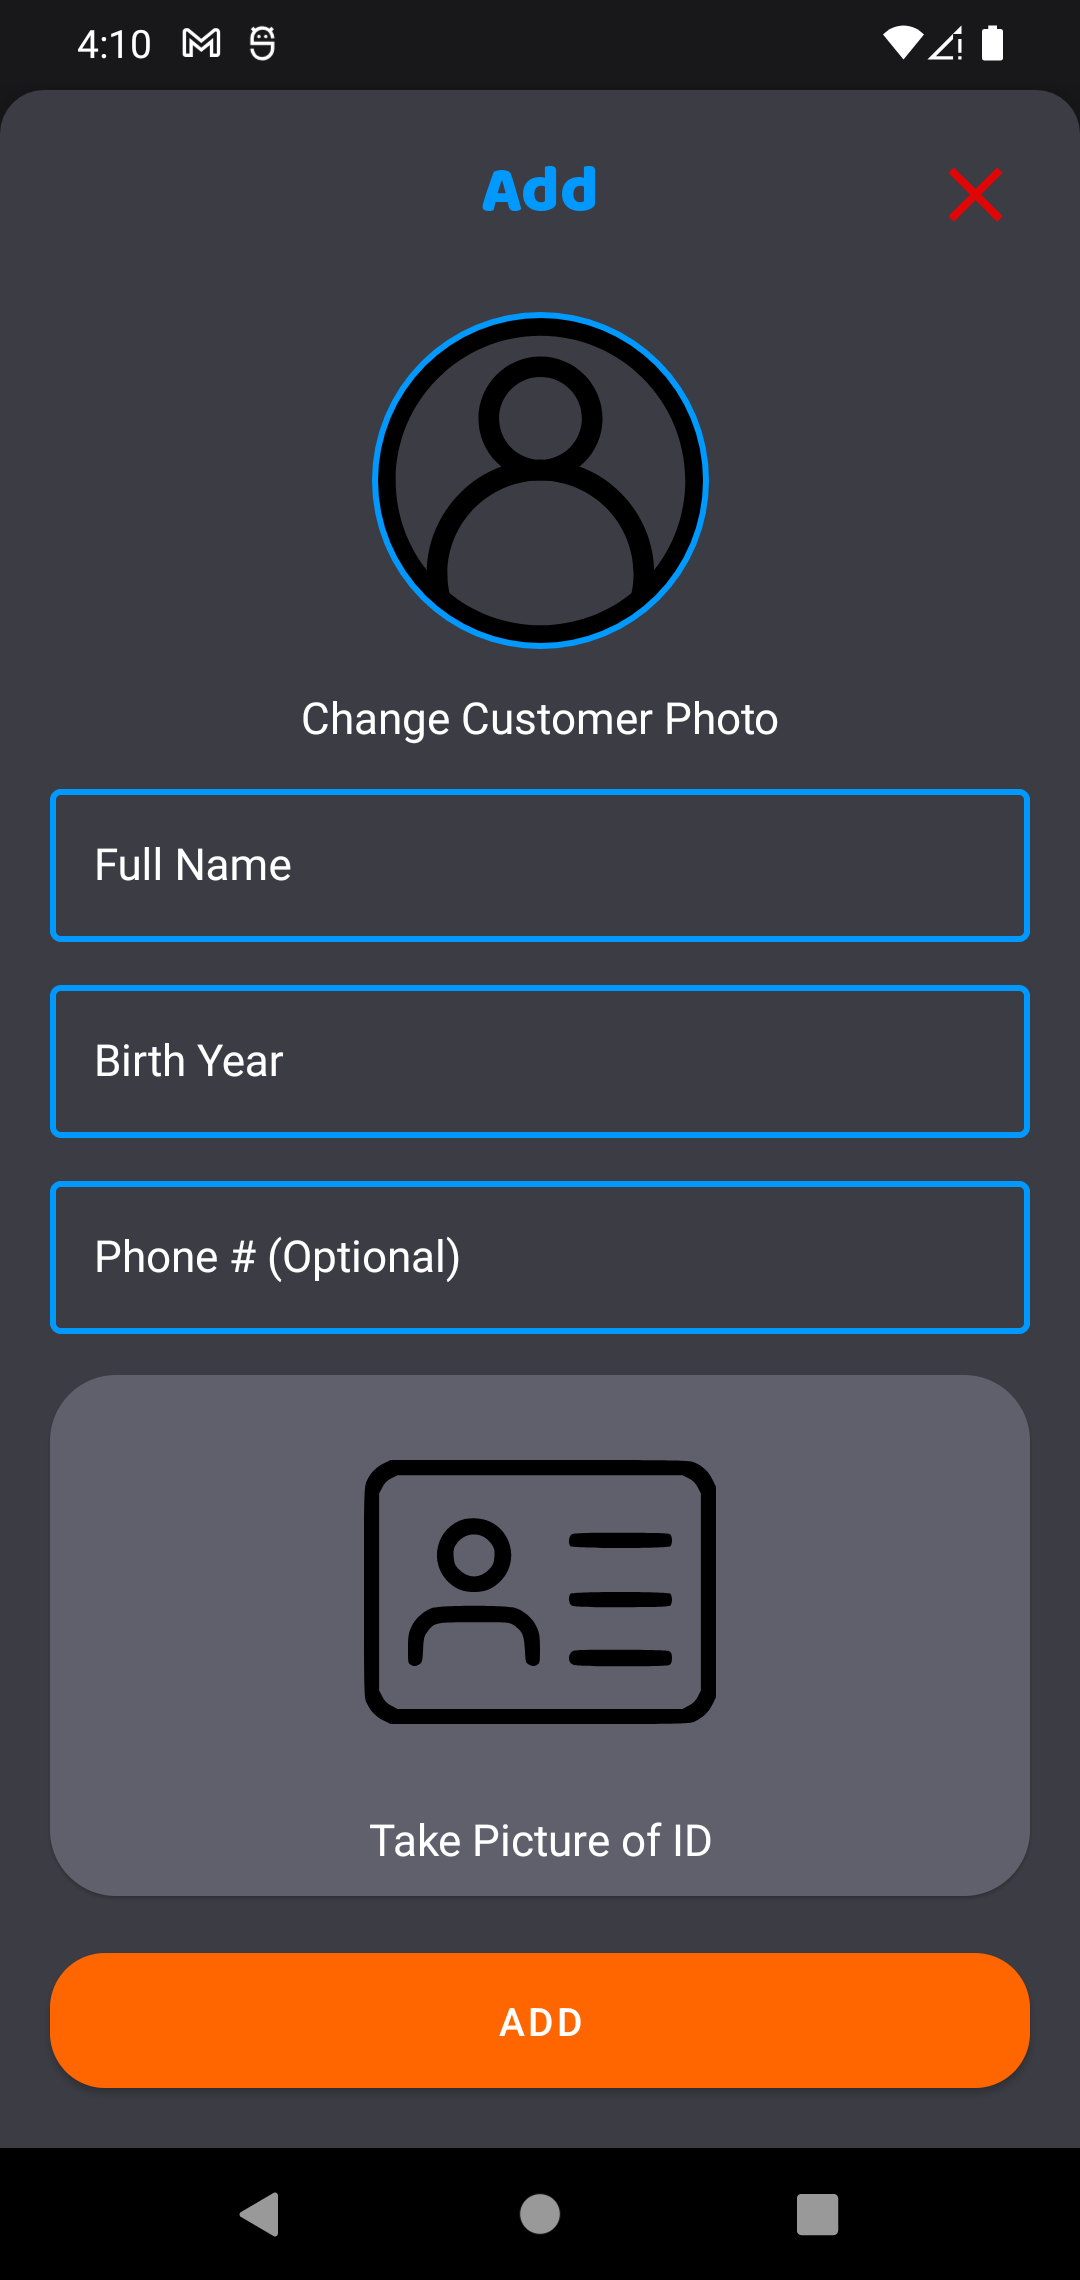 4:10
Add
Change Customer Photo
Full Name
Birth Year
Phone # (Optional)
Take Picture of ID
ADD